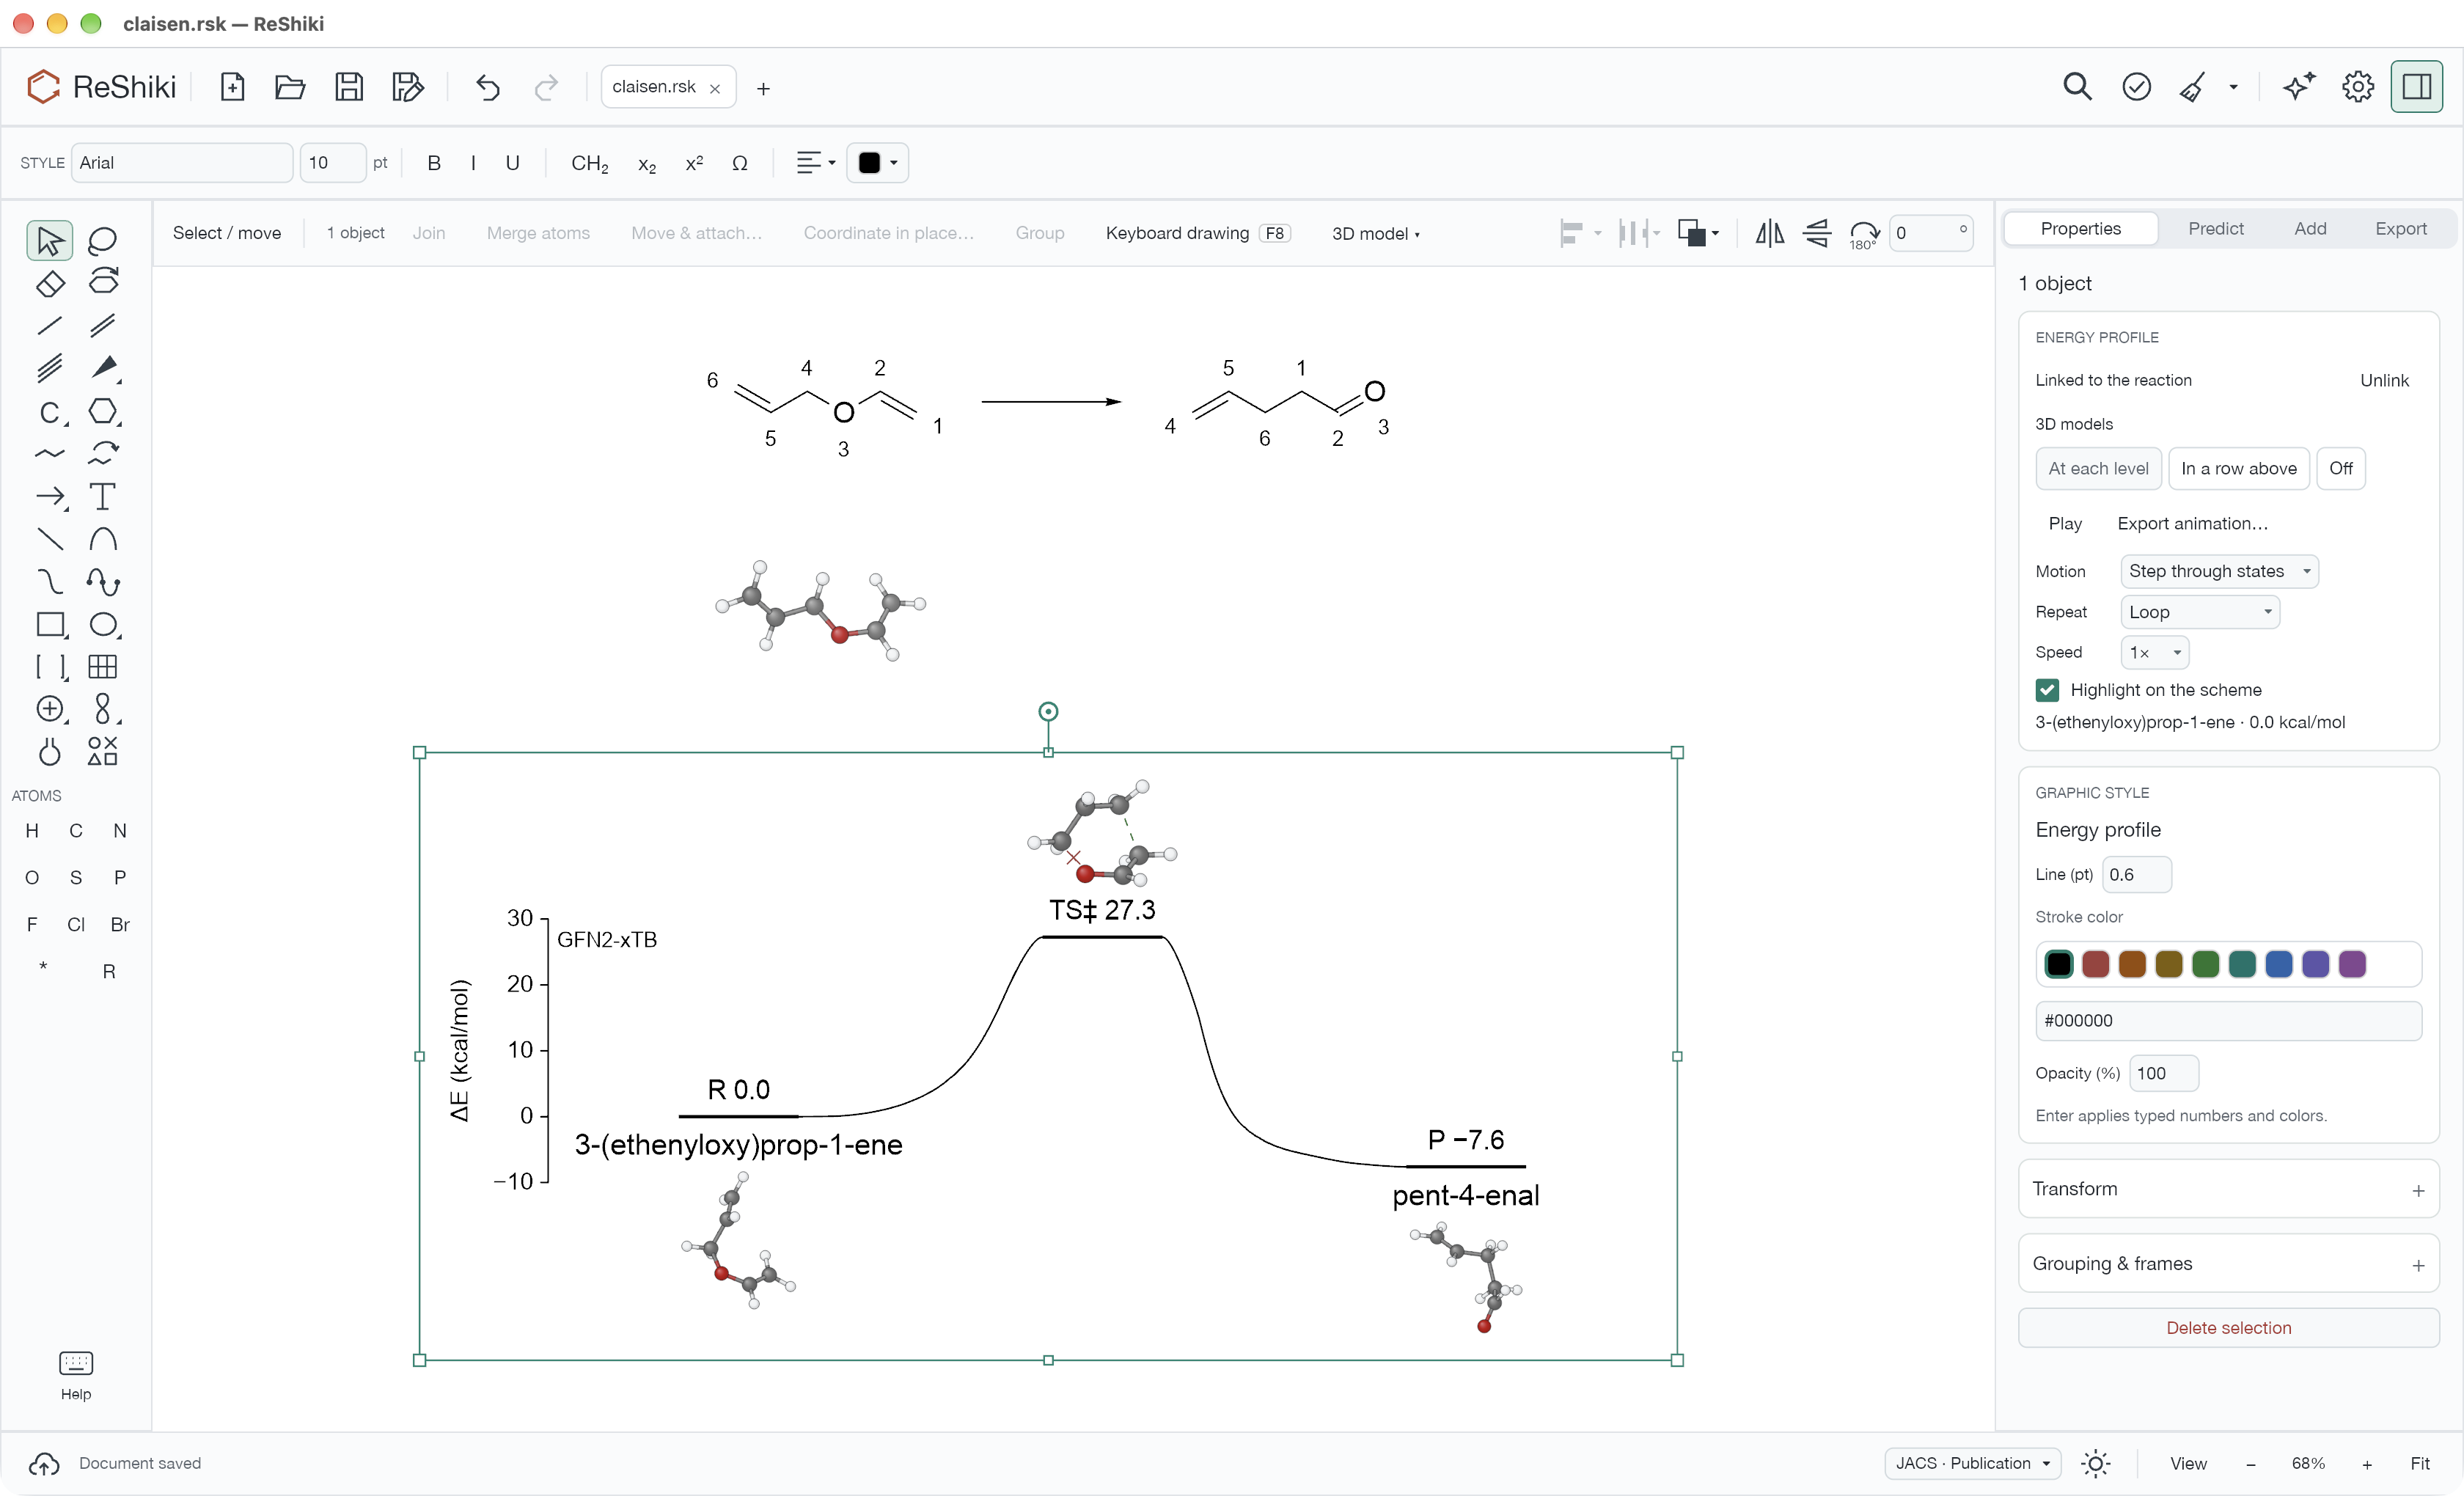 claisen.rsk — ReShiki
ReShiki
claisen.rsk × +
STYLE Arial 10 pt B I U CH₂ x₂ x² Ω
Select / move 1 object Join Merge atoms Move & attach... Coordinate in place... Group Keyboard drawing F8 3D model 180° 0 °
Properties Predict Add Export
1 object
ENERGY PROFILE
Linked to the reaction Unlink
3D models
At each level In a row above Off
Play Export animation...
Motion Step through states
Repeat Loop
Speed 1×
Highlight on the scheme
3-(ethenyloxy)prop-1-ene · 0.0 kcal/mol
GRAPHIC STYLE
Energy profile
Line (pt) 0.6
Stroke color
#000000
Opacity (%) 100
Enter applies typed numbers and colors.
Transform +
Grouping & frames +
Delete selection
C
T
ATOMS
H C N
O S P
F Cl Br
* R
Help
6 4 2
O
5 3 1
5 1
O
4 6 2 3
TS‡ 27.3
30
GFN2-xTB
20
ΔE (kcal/mol)
10
R 0.0
0
3-(ethenyloxy)prop-1-ene
−10
P −7.6
pent-4-enal
Document saved
JACS · Publication View − 68% + Fit